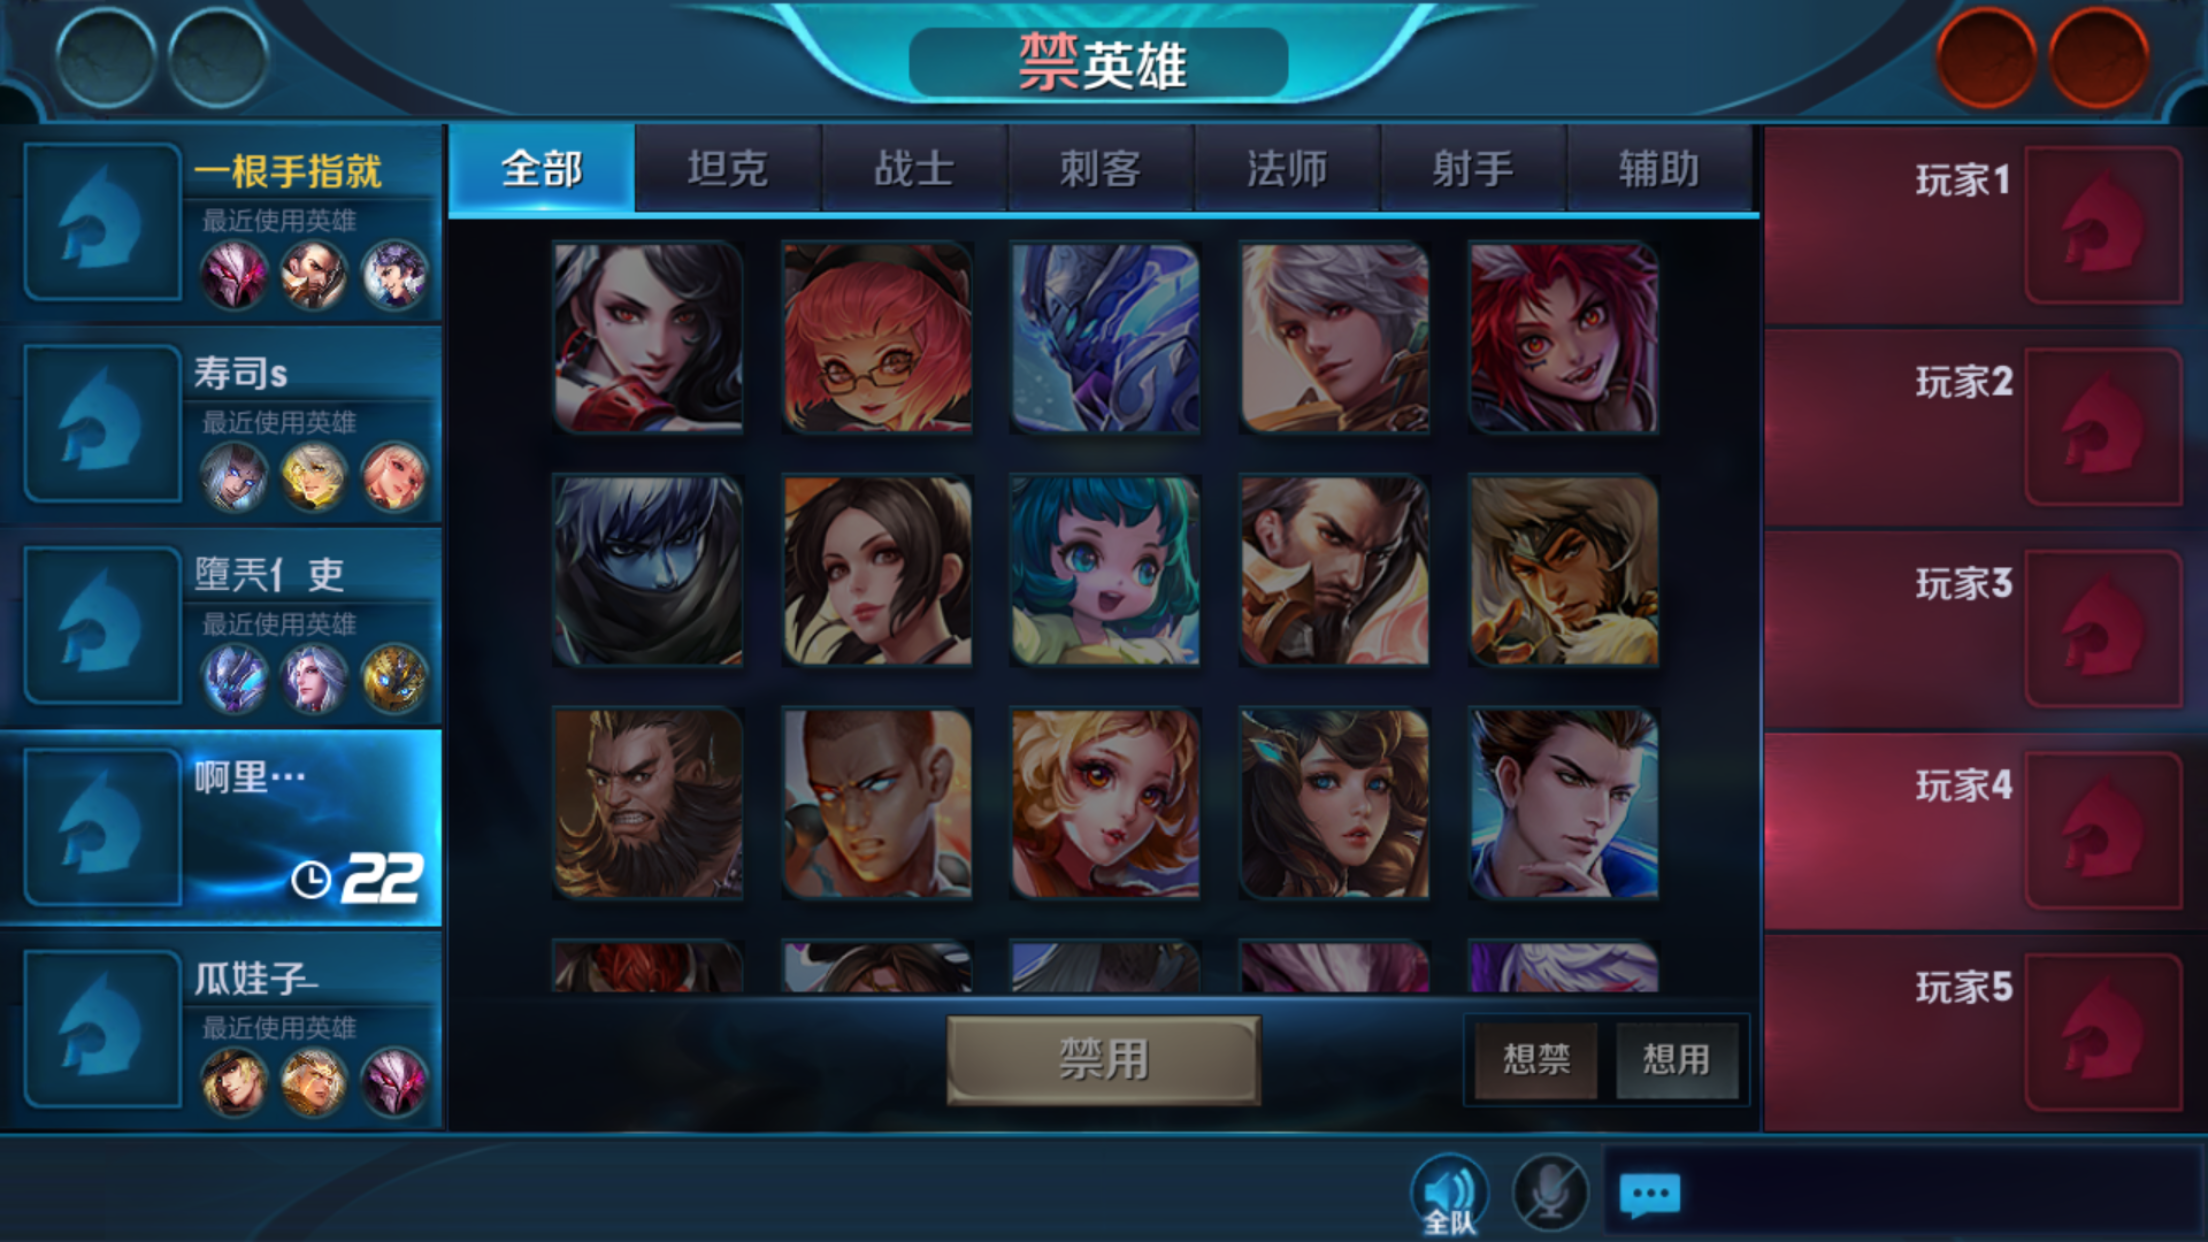 禁英雄
全部
坦克
战士
刺客
法师
射手
辅助
一根手指就
最近使用英雄
寿司s
最近使用英雄
最近使用英雄
啊里…
22
瓜娃子_
最近使用英雄
玩家1
玩家2
玩家3
玩家4
玩家5
禁用
想禁
想用
全队